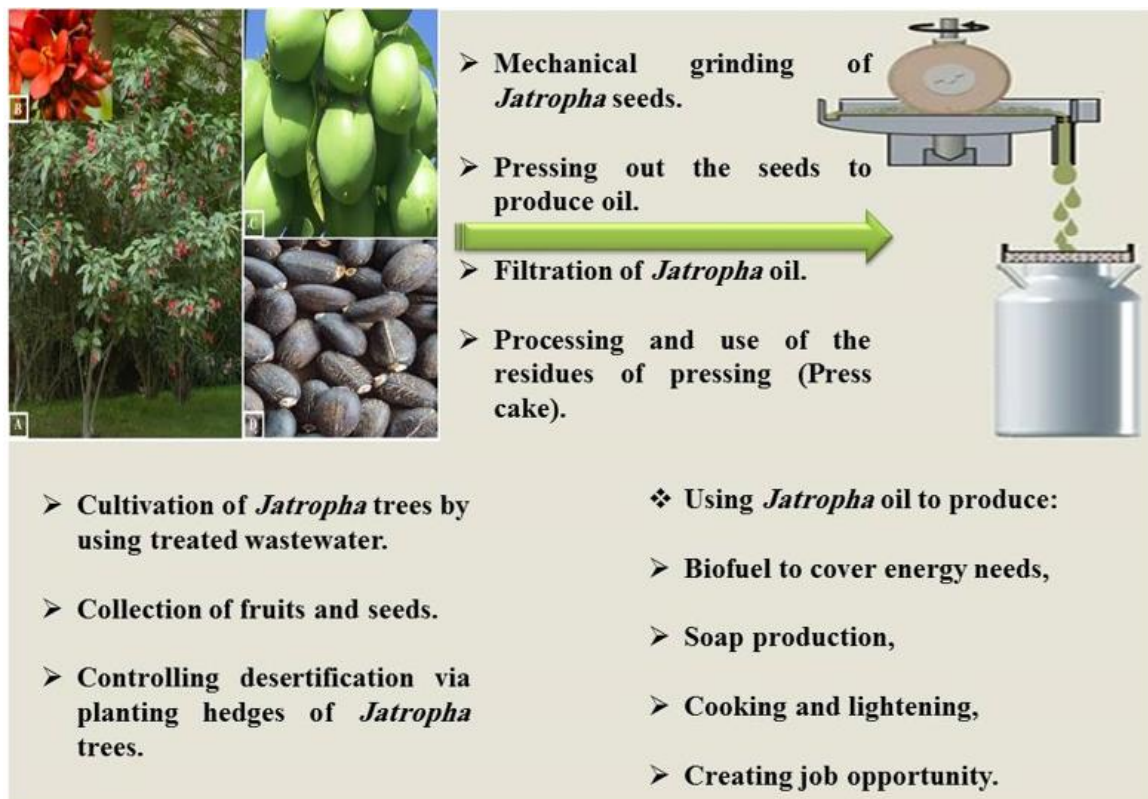 B
C
A
D
➢ Mechanical grinding of
Jatropha seeds.
➢ Pressing out the seeds to
produce oil.
➢ Filtration of Jatropha oil.
➢ Processing and use of the
residues of pressing (Press
cake).
➢ Cultivation of Jatropha trees by
using treated wastewater.
➢ Collection of fruits and seeds.
➢ Controlling desertification via
planting hedges of Jatropha
trees.
❖ Using Jatropha oil to produce:
➢ Biofuel to cover energy needs,
➢ Soap production,
➢ Cooking and lightening,
➢ Creating job opportunity.